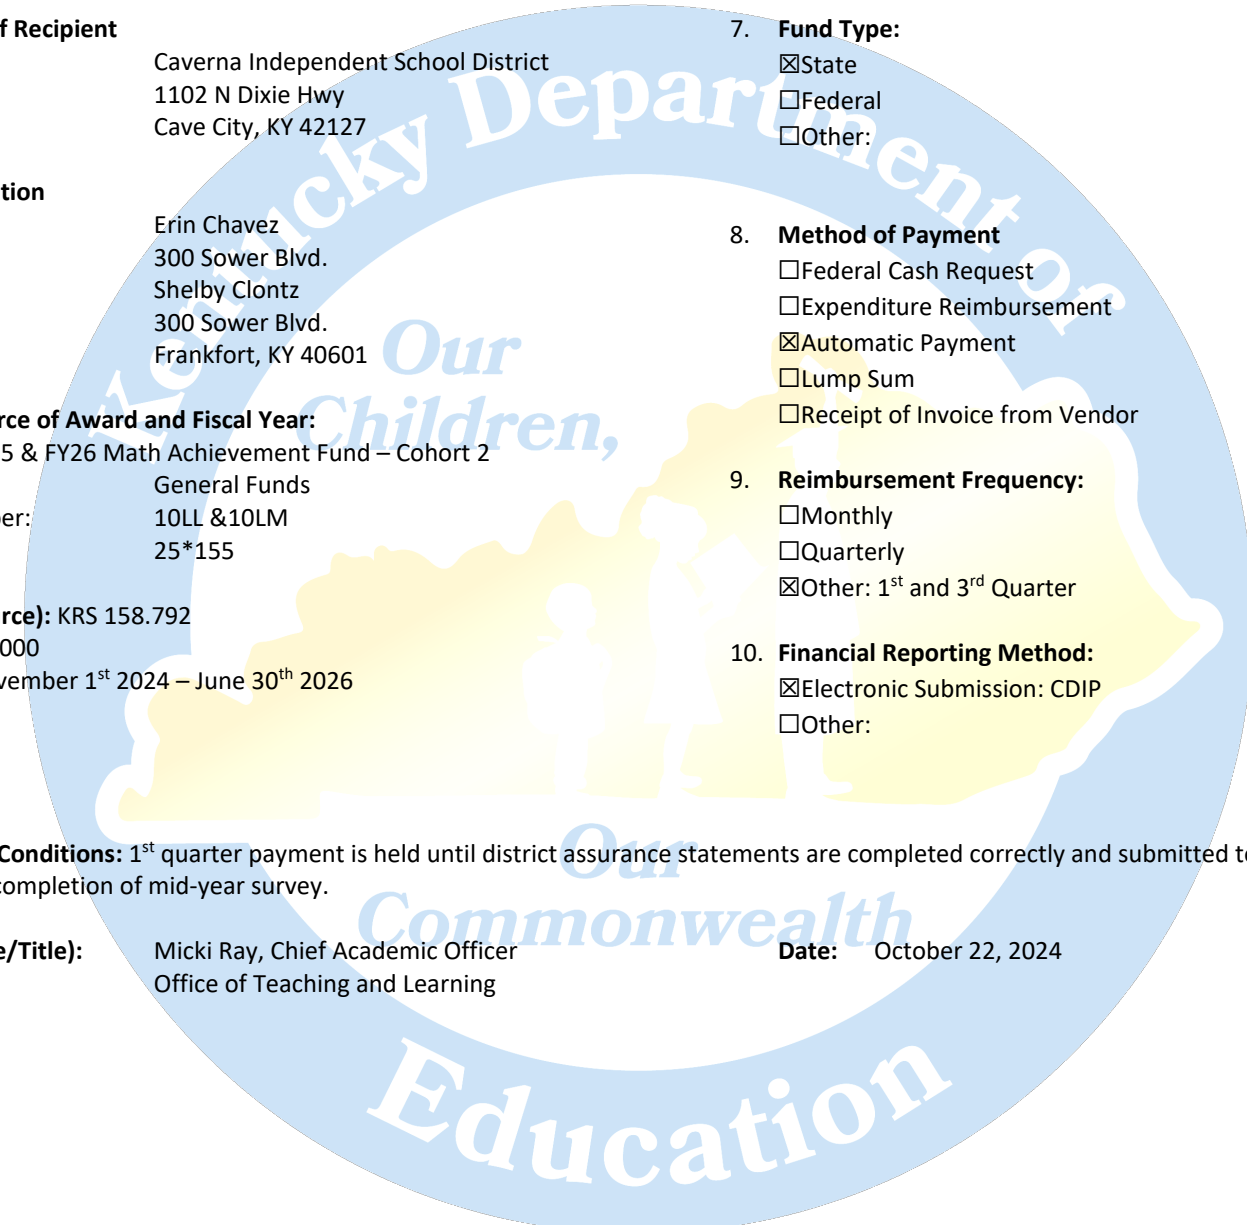 f Recipient
Caverna Independent School District
1102 N Dixie Hwy
Cave City, KY 42127
tion
Erin Chavez
300 Sower Blvd.
Shelby Clontz
300 Sower Blvd.
Frankfort, KY 40601
rce of Award and Fiscal Year:
5 & FY26 Math Achievement Fund – Cohort 2
General Funds
er: 10LL &10LM
25*155
rce): KRS 158.792
000
vember 1st 2024 – June 30th 2026
7. Fund Type:
☒State
☐Federal
☐Other:
8. Method of Payment
☐Federal Cash Request
☐Expenditure Reimbursement
☒Automatic Payment
☐Lump Sum
☐Receipt of Invoice from Vendor
9. Reimbursement Frequency:
☐Monthly
☐Quarterly
☒Other: 1st and 3rd Quarter
10. Financial Reporting Method:
☒Electronic Submission: CDIP
☐Other:
Conditions: 1st quarter payment is held until district assurance statements are completed correctly and submitted t
completion of mid-year survey.
e/Title): Micki Ray, Chief Academic Officer Date: October 22, 2024
Office of Teaching and Learning
Kentucky Department of
Education
Our
Children,
Our
Commonwealth